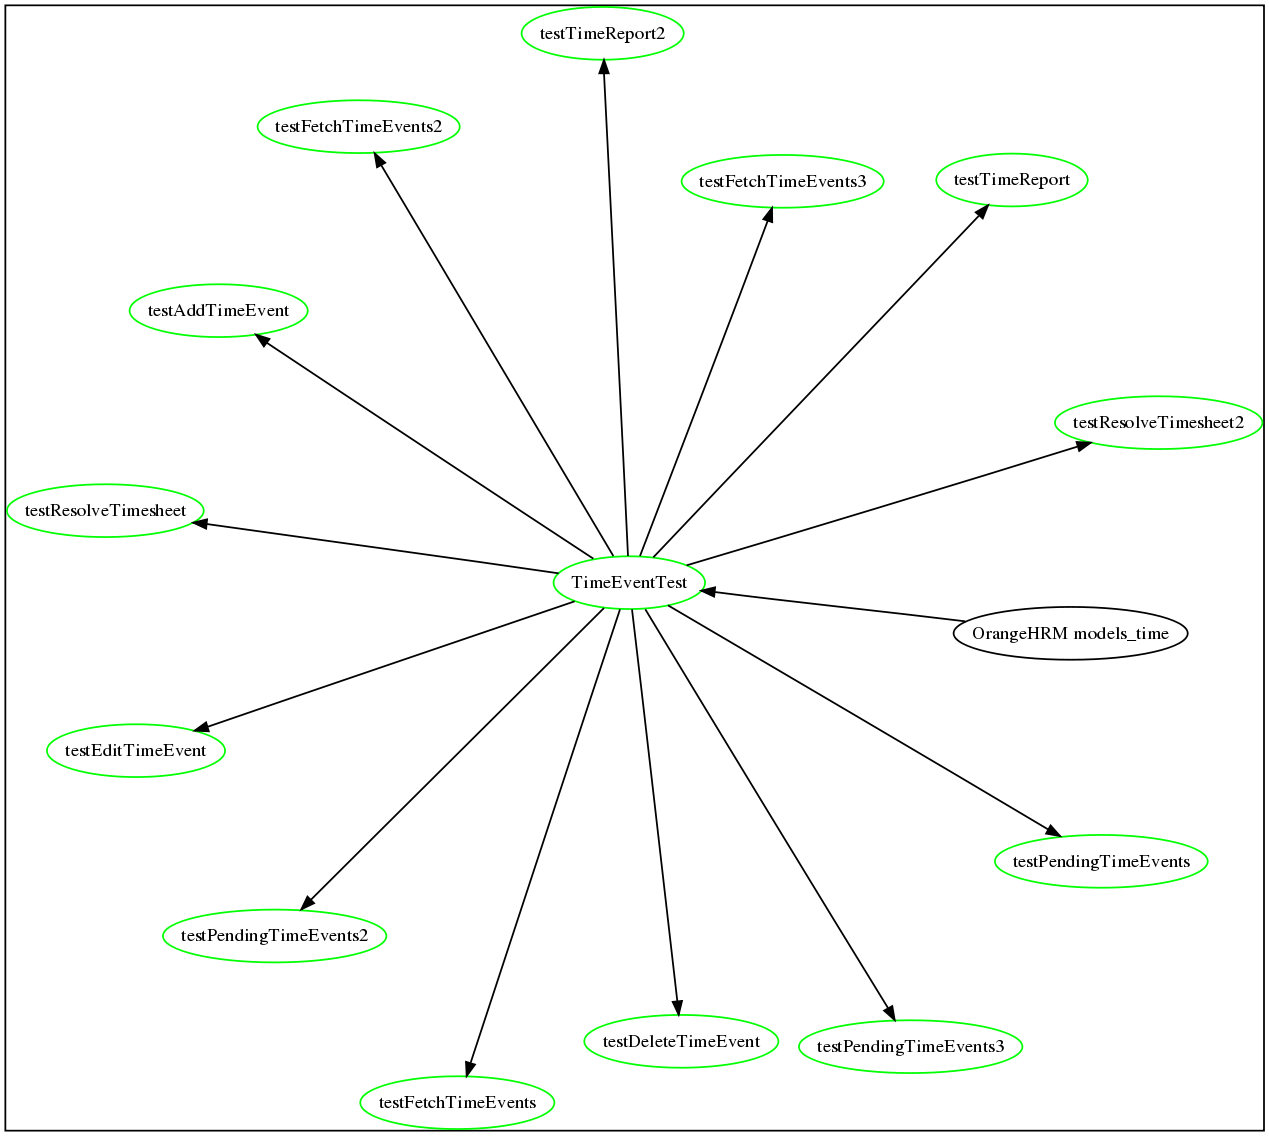 testTimeReport2
testFetchTimeEvents2
testFetchTimeEvents3
testTimeReport
testAddTimeEvent
testResolveTimesheet2
testResolveTimesheet
TimeEventTest
OrangeHRM models_time
testEditTimeEvent
testPendingTimeEvents
testPendingTimeEvents2
testDeleteTimeEvent
testPendingTimeEvents3
testFetchTimeEvents